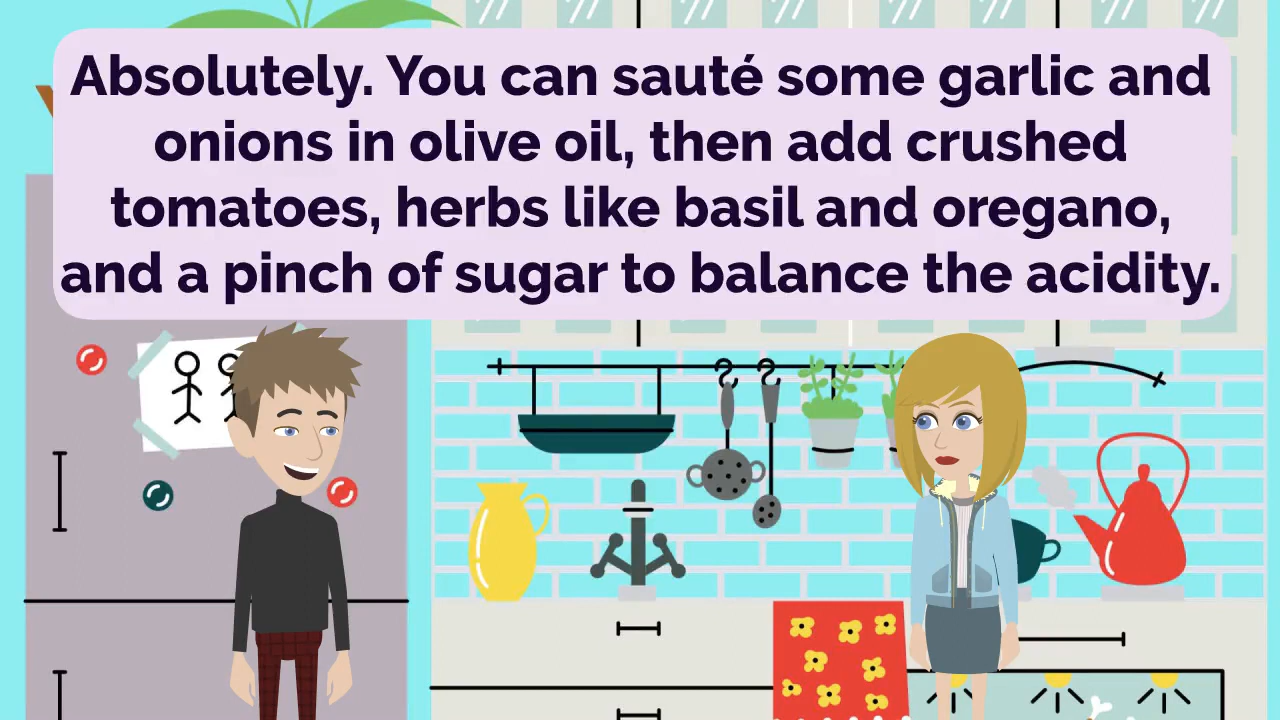 Absolutely. You can sauté some garlic and
onions in olive oil, then add crushed
tomatoes, herbs like basil and oregano,
and a pinch of sugar to balance the acidity.